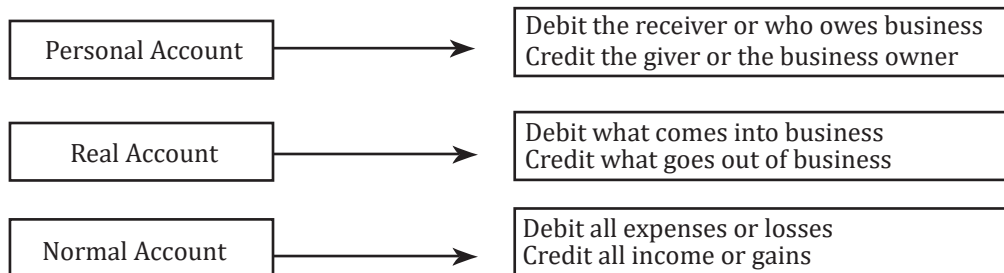 Personal Account
Debit the receiver or who owes business
Credit the giver or the business owner
Real Account
Debit what comes into business
Credit what goes out of business
Normal Account
Debit all expenses or losses
Credit all income or gains